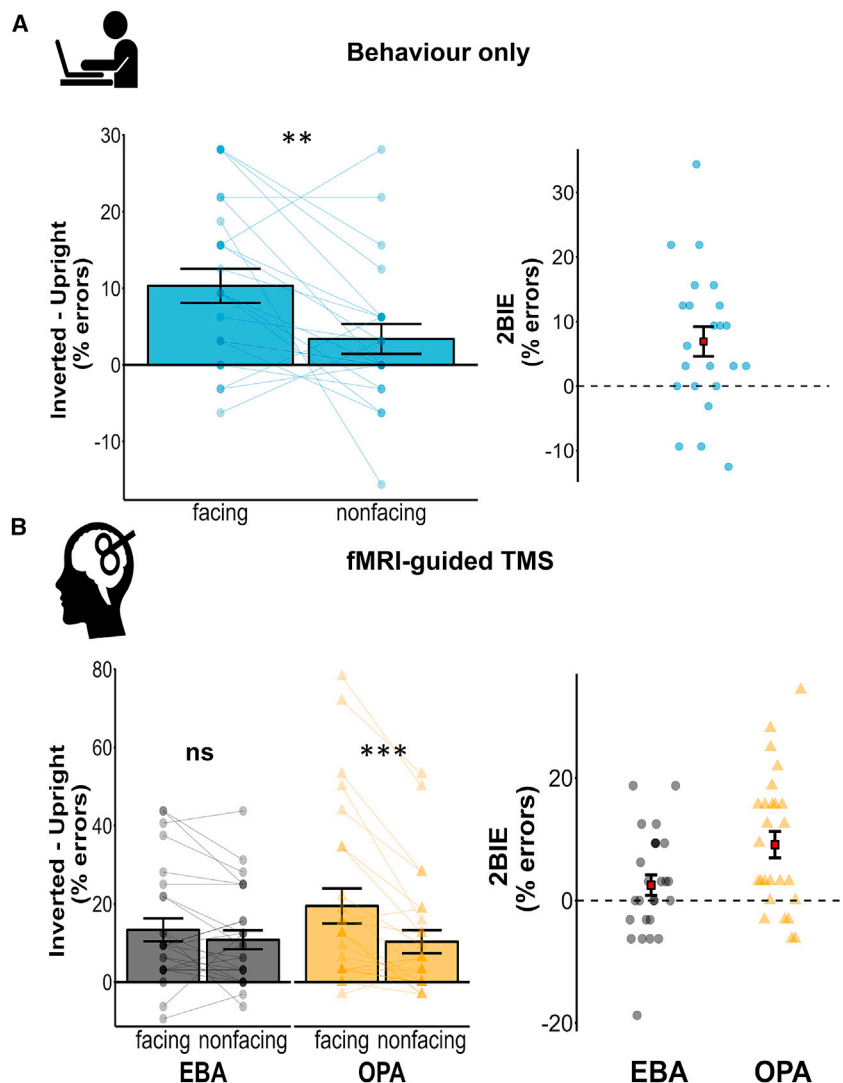 A
Behaviour only
Inverted - Upright
(% errors)
30
20
10
0
-10
**
facing
nonfacing
2BIE
(% errors)
30
20
10
0
-10
B
fMRI-guided TMS
Inverted - Upright
(% errors)
80
60
40
20
0
ns
***
facing nonfacing
facing nonfacing
EBA
OPA
2BIE
(% errors)
20
0
-20
EBA
OPA